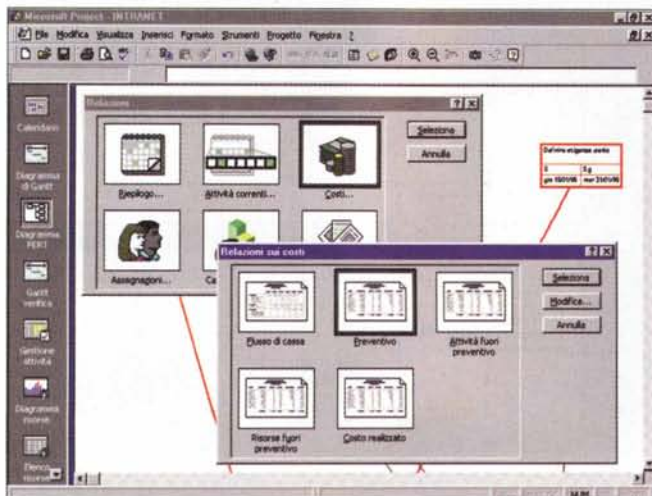 Microsoft Project - INTRANET
File Modifica Visualizza Inserisci Formato Strumenti Progetto Finestra ?
Calendario
Diagramma
di Gantt
Diagramma
PERT
Gantt
verifica
Gestione
attività
Diagramma
risorse
Elenco
risorse
Relazioni
Riepilogo...
Attività correnti...
Costi...
Assegnazioni...
Ca
Seleziona
Annulla
Definire esigenze
Relazioni sui costi
Flusso di cassa
Preventivo
Attività fuori
preventivo
Risorse fuori
preventivo
Costo realizzato
Seleziona
Modifica...
Annulla
NUM